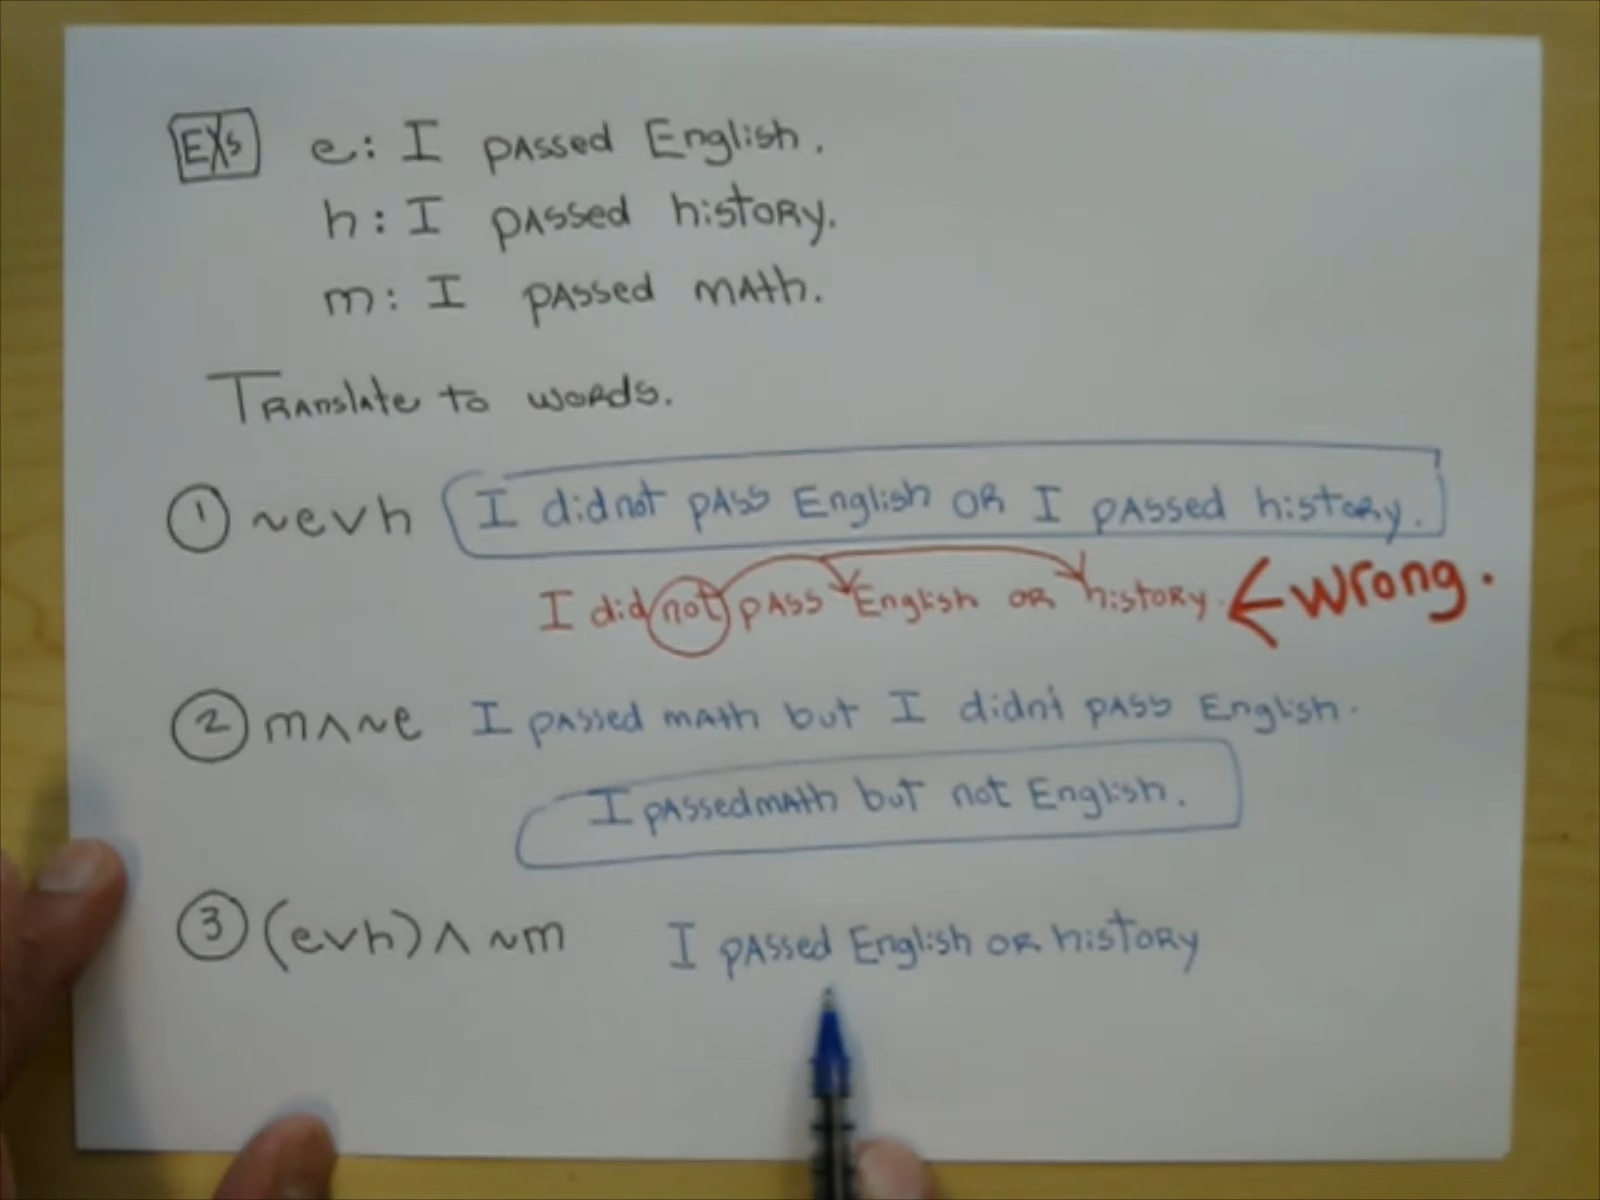 EXs e: I passed English.
h: I passed history.
m: I passed math.
Translate to words.
① ~e∨h I did not pass English or I passed history.
I did not pass English or history. ← Wrong.
② m∧~e I passed math but I didn't pass English.
I passed math but not English.
③ (e∨h)∧~m I passed English or history